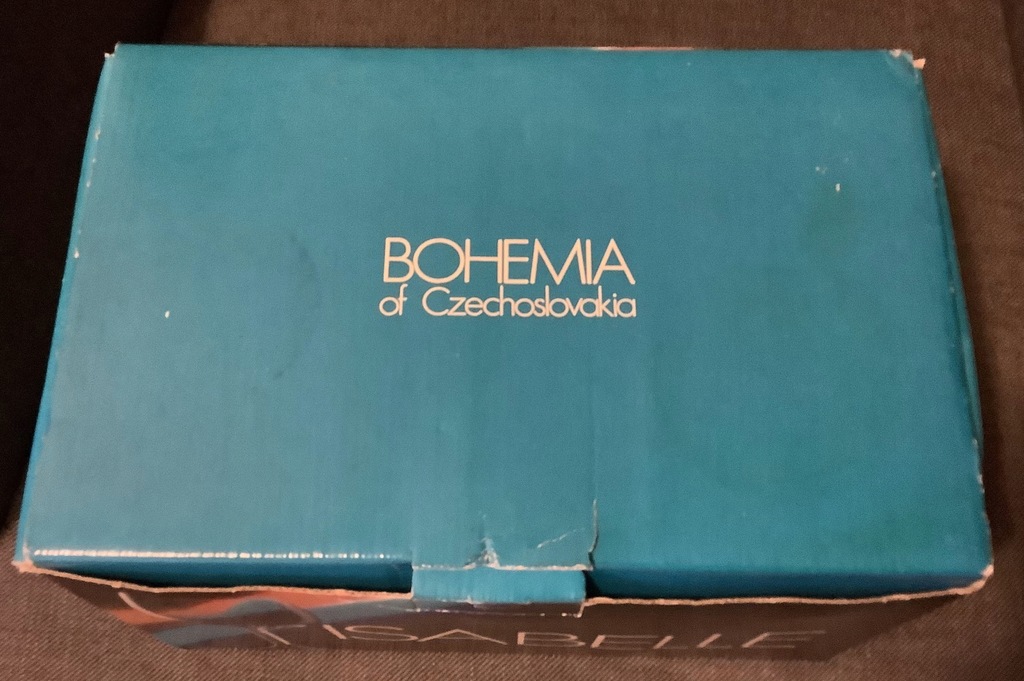 BOHEMIA
of Czechoslovakia
ISABELLE